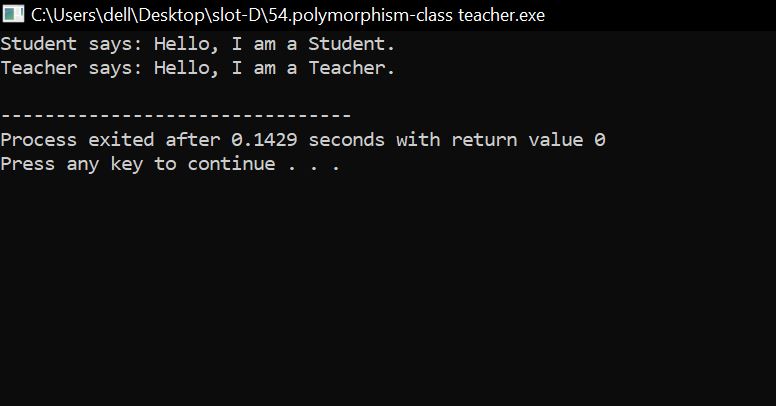 C:\Users\dell\Desktop\slot-D\54.polymorphism-class teacher.exe
Student says: Hello, I am a Student.
Teacher says: Hello, I am a Teacher.
--------------------------------
Process exited after 0.1429 seconds with return value 0
Press any key to continue . . .